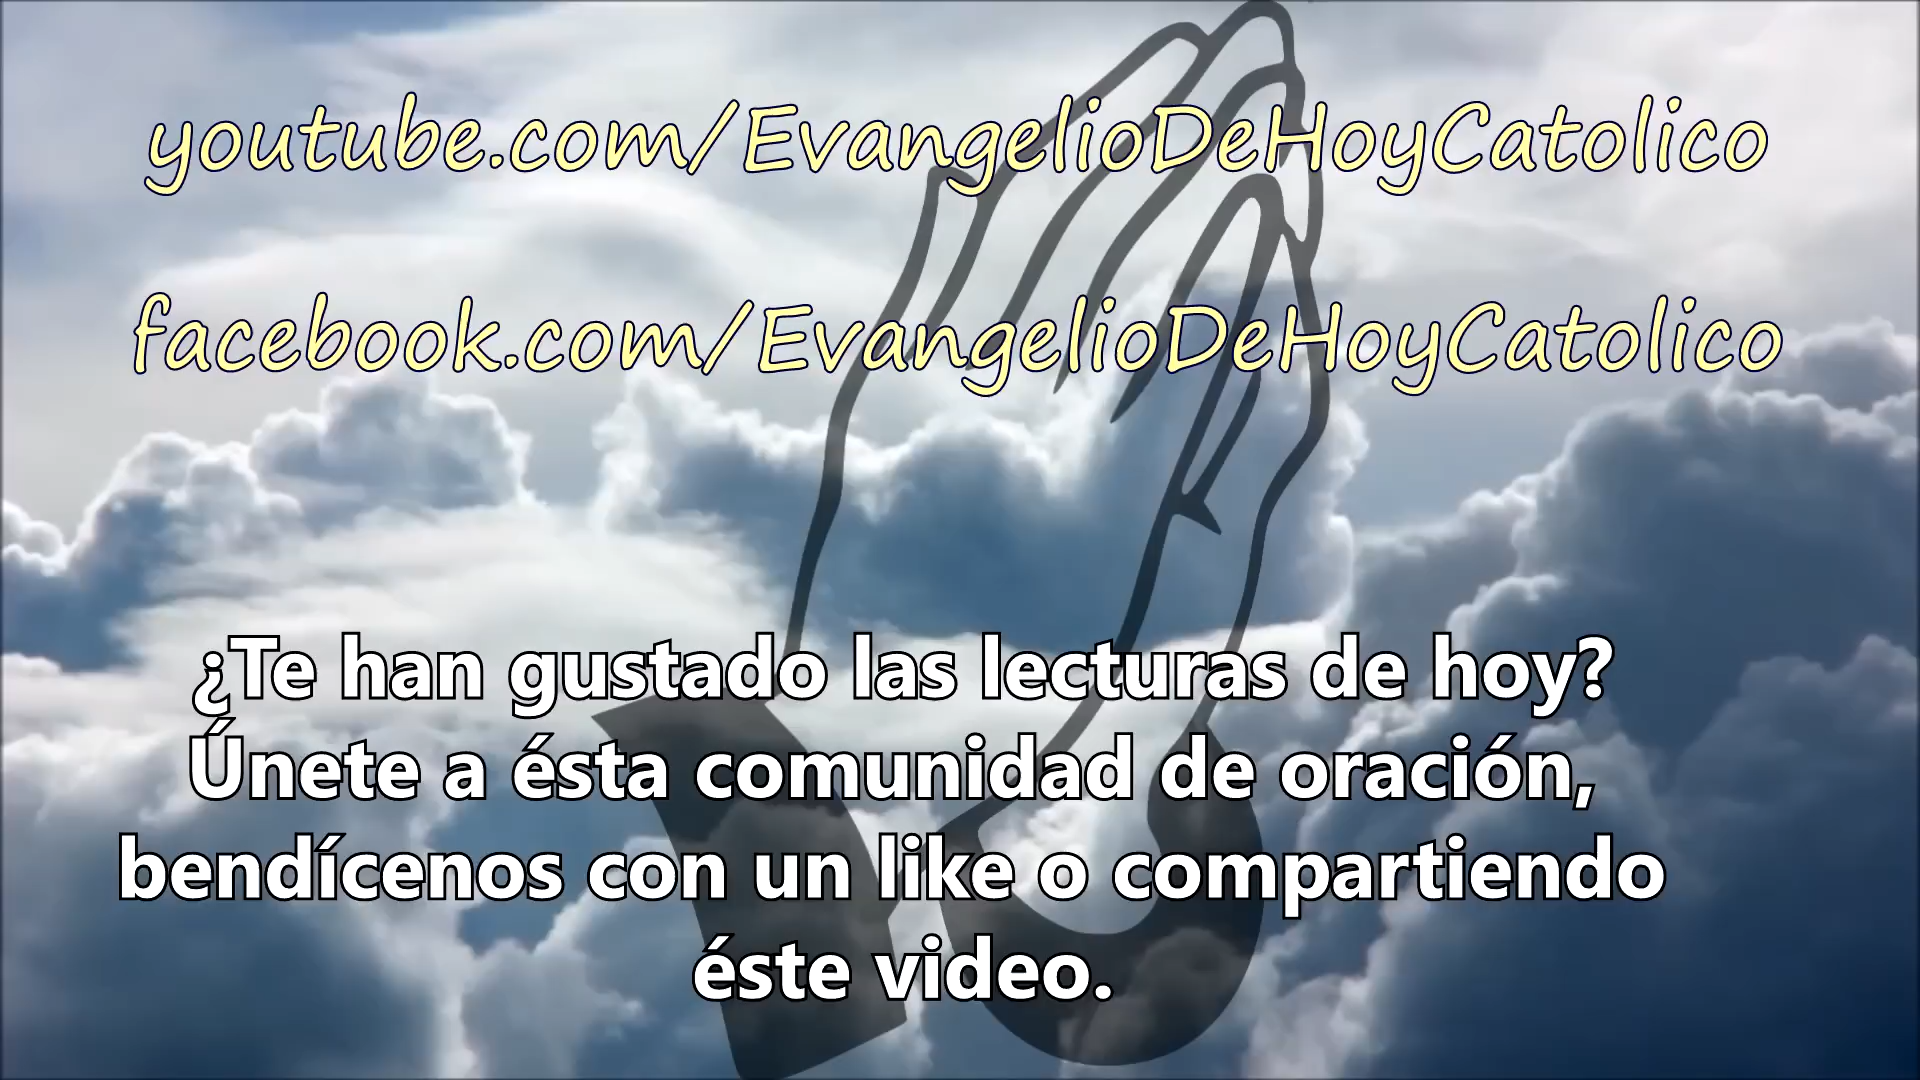 youtube.com/EvangelioDeHoyCatolico
facebook.com/EvangelioDeHoyCatolico
¿Te han gustado las lecturas de hoy?
Únete a ésta comunidad de oración,
bendícenos con un like o compartiendo
éste video.